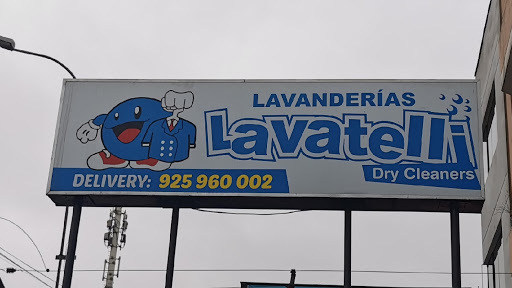 LAVANDERÍAS
Lavatelli
Dry Cleaners
DELIVERY: 925 960 002